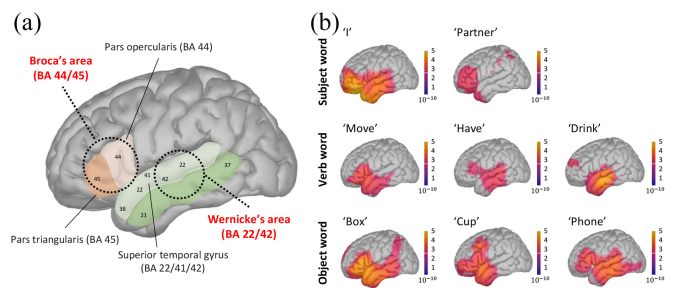 (a)
Pars opercularis (BA 44)
Broca's area
(BA 44/45)
44
45
41
42
22
22
37
38
21
Wernicke's area
(BA 22/42)
Pars triangularis (BA 45)
Superior temporal gyrus
(BA 22/41/42)
(b)
Subject word
'I'
5
4
3
2
1
10⁻¹⁰
'Partner'
5
4
3
2
1
10⁻¹⁰
Verb word
'Move'
5
4
3
2
1
10⁻¹⁰
'Have'
5
4
3
2
1
10⁻¹⁰
'Drink'
5
4
3
2
1
10⁻¹⁰
Object word
'Box'
5
4
3
2
1
10⁻¹⁰
'Cup'
5
4
3
2
1
10⁻¹⁰
'Phone'
5
4
3
2
1
10⁻¹⁰